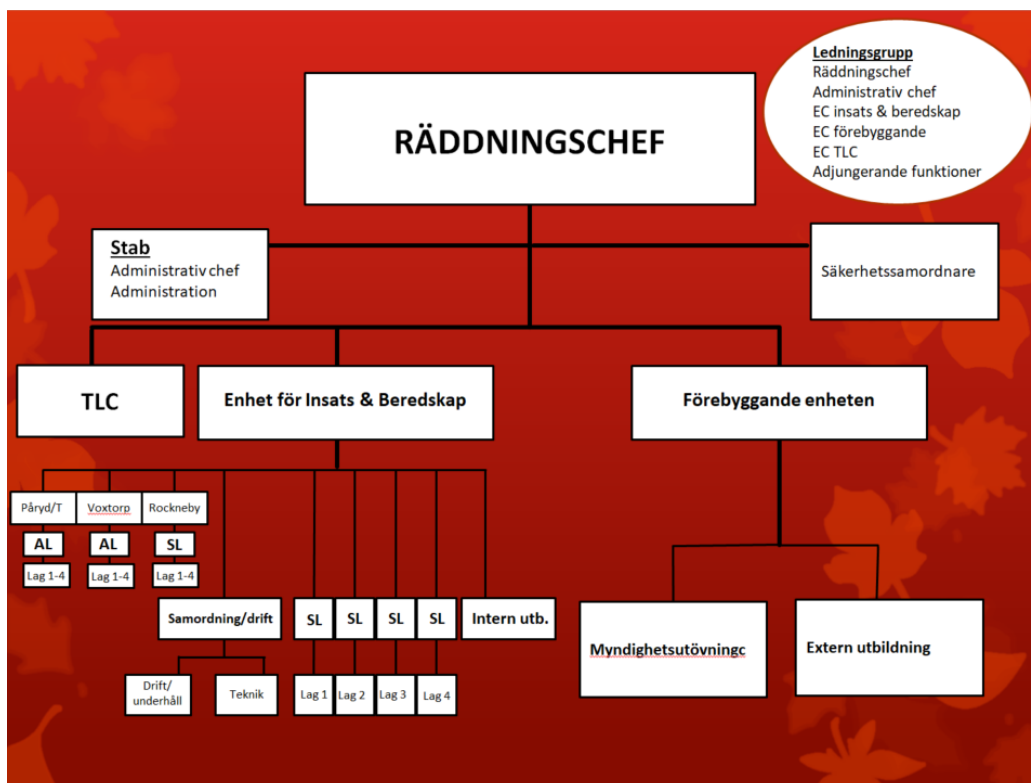 Ledningsgrupp
Räddningschef
Administrativ chef
EC insats & beredskap
EC förebyggande
EC TLC
Adjungerande funktioner
RÄDDNINGSCHEF
Stab
Administrativ chef
Administration
Säkerhetssamordnare
TLC
Enhet för Insats & Beredskap
Förebyggande enheten
Påryd/T
Voxtorp
Rockneby
AL
AL
SL
Lag 1-4
Lag 1-4
Lag 1-4
Samordning/drift
SL
SL
SL
SL
Intern utb.
Drift/
underhåll
Teknik
Lag 1
Lag 2
Lag 3
Lag 4
Myndighetsutövningc
Extern utbildning